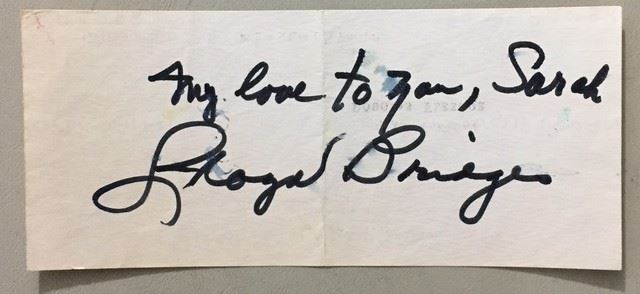 My love to you, Sarah
Lloyd Bridges